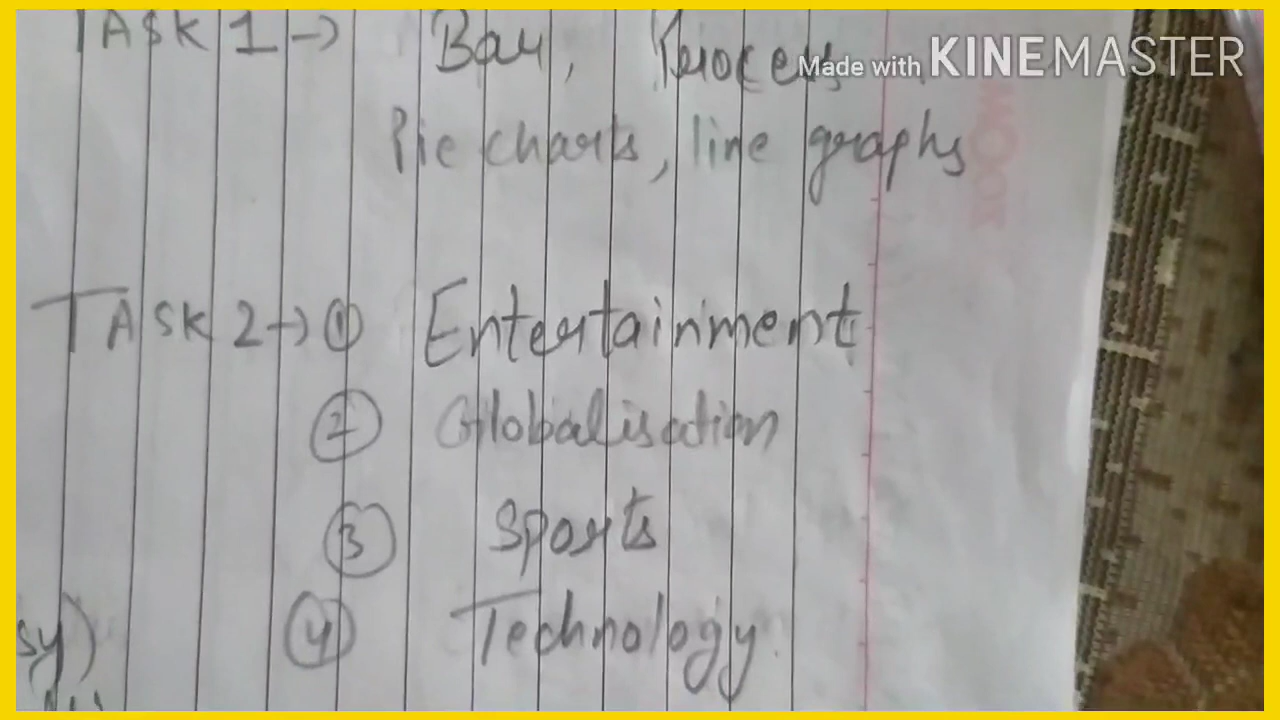 TASK 1 → Bar, Process
Made with KINEMASTER
Pie charts, line graphs
TASK 2 → ① Entertainment
② Globalisation
③ Sports
④ Technology.
sy)